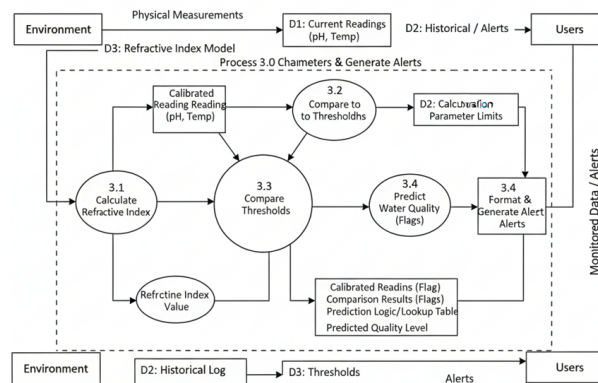 Physical Measurements
Environment
D1: Current Readings
(pH, Temp)
D2: Historical / Alerts
Users
D3: Refractive Index Model
Process 3.0 Chameters & Generate Alerts
Calibrated
Reading Reading
(pH, Temp)
3.2
Compare to
to Thresholdhs
D2:
Parameter Limits
3.1
Calculate
Refractive Index
3.3
Compare
Thresholds
3.4
Predict
Water Quality
(Flags)
3.4
Format &
Generate Alert
Alerts
Monitored Data / Alerts
Refrctine Index
Value
Calibrated Readins (Flag)
Comparison Results (Flags)
Prediction Logic/Lookup Table
Predicted Quality Level
Environment
D2: Historical Log
D3: Thresholds
Alerts
Users